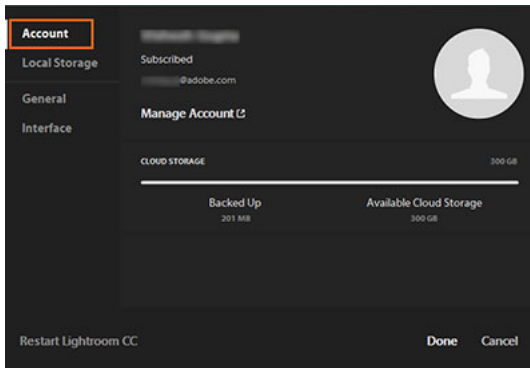 Account
Local Storage
General
Interface
Subscribed
@adobe.com
Manage Account
CLOUD STORAGE 300 GB
Backed Up Available Cloud Storage
201 MB 300 GB
Restart Lightroom CC Done Cancel